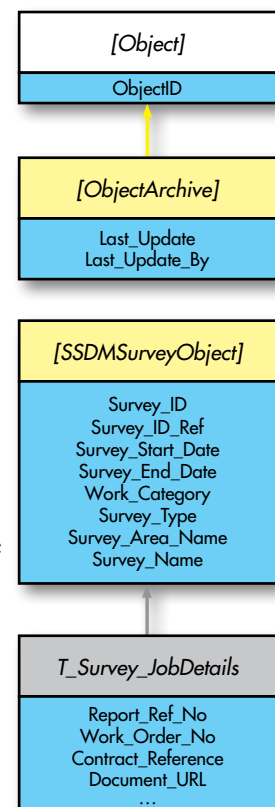 [Object]
ObjectID
[ObjectArchive]
Last_Update
Last_Update_By
[SSDMSurveyObject]
Survey_ID
Survey_ID_Ref
Survey_Start_Date
Survey_End_Date
Work_Category
Survey_Type
Survey_Area_Name
Survey_Name
T_Survey_JobDetails
Report_Ref_No
Work_Order_No
Contract_Reference
Document_URL
...